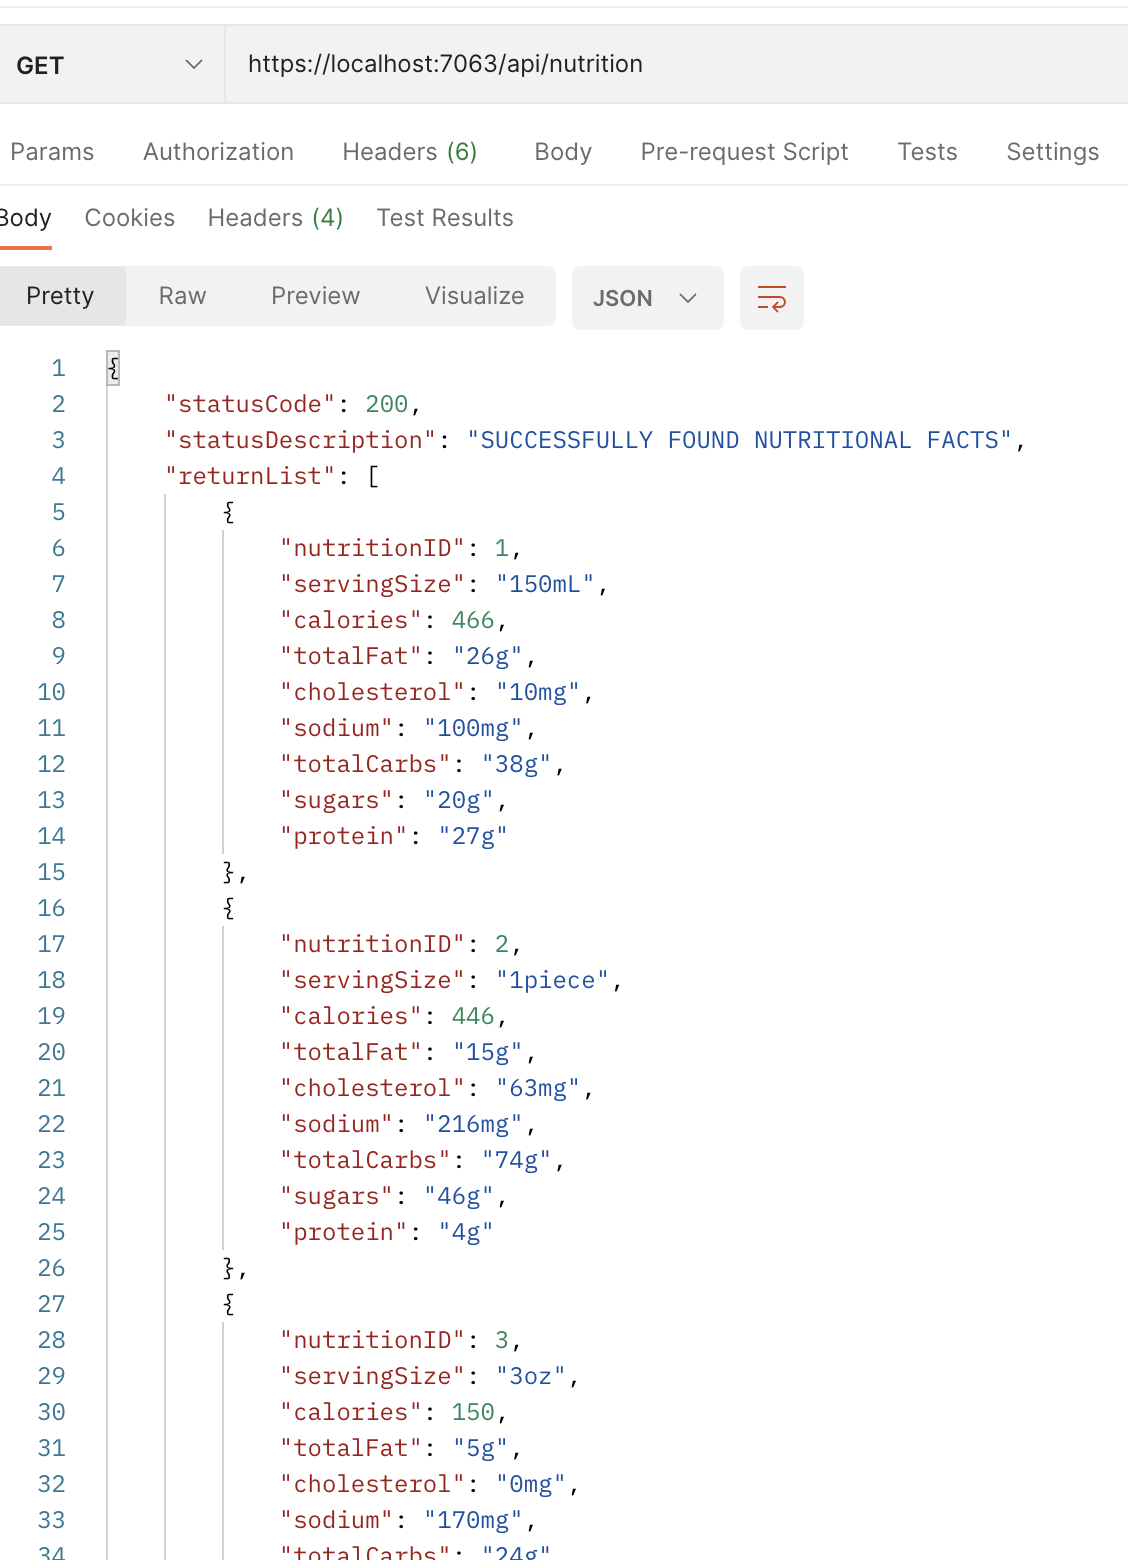 GET https://localhost:7063/api/nutrition
Params Authorization Headers (6) Body Pre-request Script Tests Settings
Body Cookies Headers (4) Test Results
Pretty Raw Preview Visualize JSON
1 {
2 "statusCode": 200,
3 "statusDescription": "SUCCESSFULLY FOUND NUTRITIONAL FACTS",
4 "returnList": [
5 {
6 "nutritionID": 1,
7 "servingSize": "150mL",
8 "calories": 466,
9 "totalFat": "26g",
10 "cholesterol": "10mg",
11 "sodium": "100mg",
12 "totalCarbs": "38g",
13 "sugars": "20g",
14 "protein": "27g"
15 },
16 {
17 "nutritionID": 2,
18 "servingSize": "1piece",
19 "calories": 446,
20 "totalFat": "15g",
21 "cholesterol": "63mg",
22 "sodium": "216mg",
23 "totalCarbs": "74g",
24 "sugars": "46g",
25 "protein": "4g"
26 },
27 {
28 "nutritionID": 3,
29 "servingSize": "3oz",
30 "calories": 150,
31 "totalFat": "5g",
32 "cholesterol": "0mg",
33 "sodium": "170mg",
34 "totalCarbs": "24g"